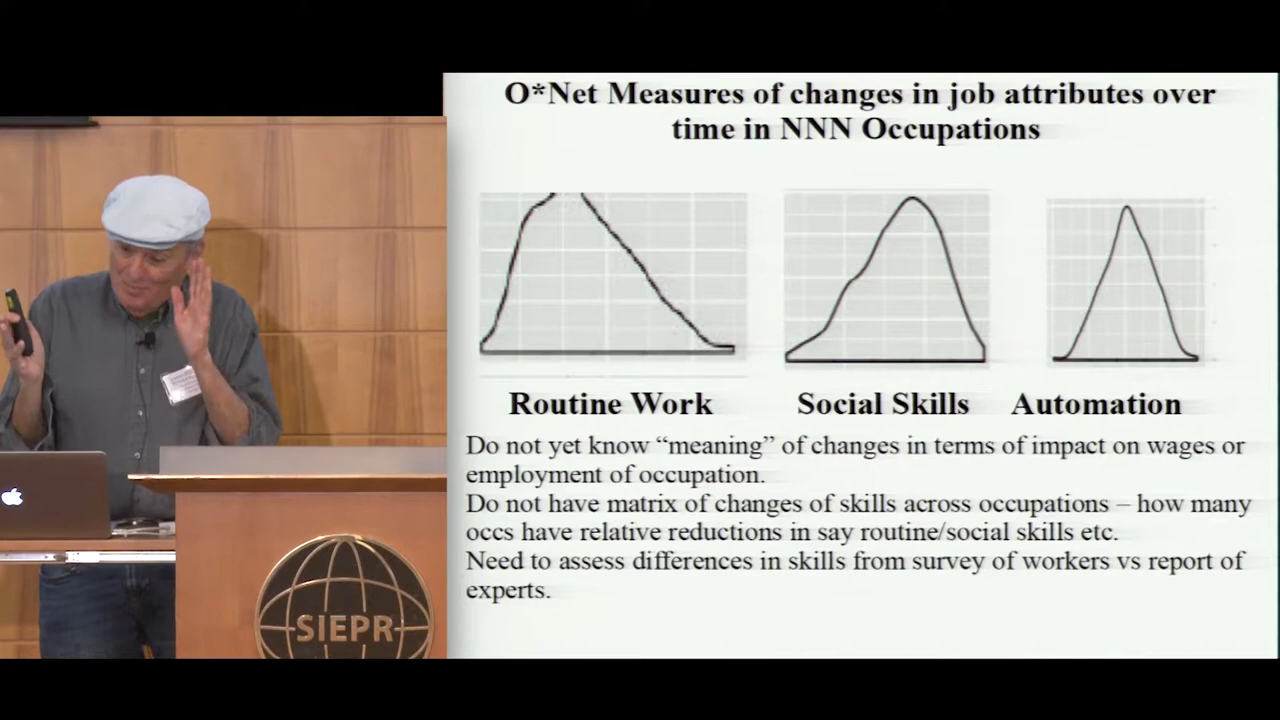 O*Net Measures of changes in job attributes over
time in NNN Occupations
Routine Work
Social Skills
Automation
Do not yet know “meaning” of changes in terms of impact on wages or
employment of occupation.
Do not have matrix of changes of skills across occupations – how many
occs have relative reductions in say routine/social skills etc.
Need to assess differences in skills from survey of workers vs report of
experts.
SIEPR